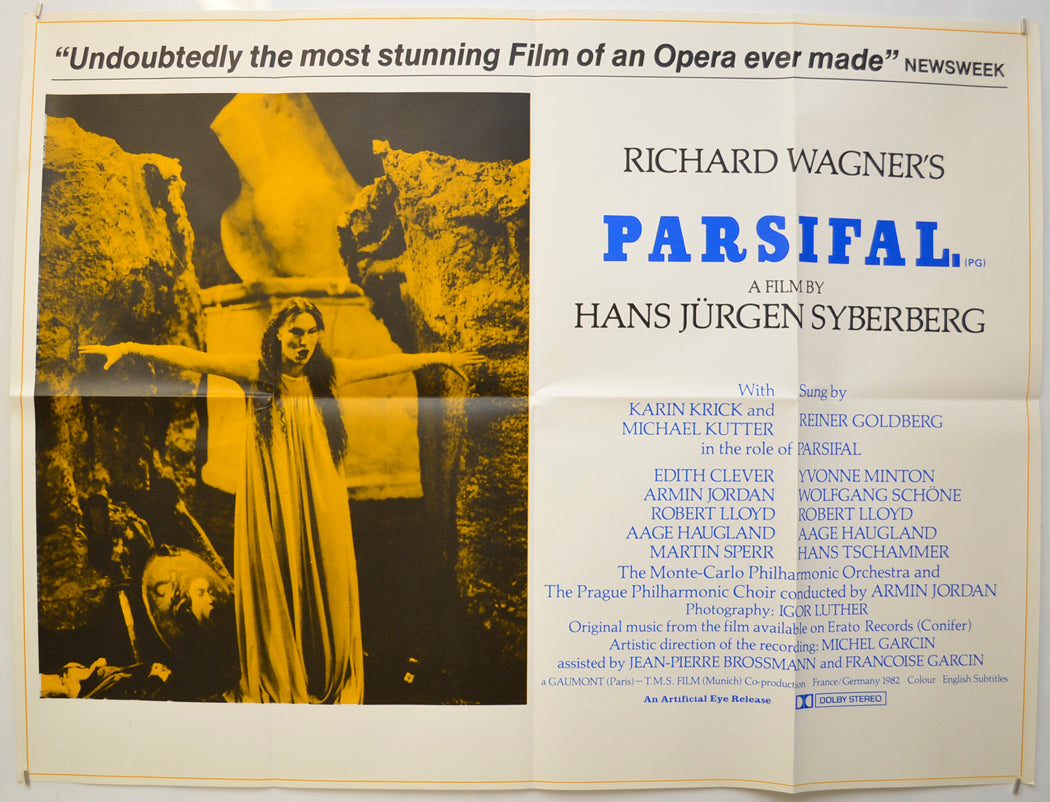 “Undoubtedly the most stunning Film of an Opera ever made” NEWSWEEK
RICHARD WAGNER'S
PARSIFAL. (PG)
A FILM BY
HANS JÜRGEN SYBERBERG
With Sung by
KARIN KRICK and
MICHAEL KUTTER REINER GOLDBERG
in the role of PARSIFAL
EDITH CLEVER YVONNE MINTON
ARMIN JORDAN WOLFGANG SCHÖNE
ROBERT LLOYD ROBERT LLOYD
AAGE HAUGLAND AAGE HAUGLAND
MARTIN SPERR HANS TSCHAMMER
The Monte-Carlo Philharmonic Orchestra and
The Prague Philharmonic Choir conducted by ARMIN JORDAN
Photography: IGOR LUTHER
Original music from the film available on Erato Records (Conifer)
Artistic direction of the recording: MICHEL GARCIN
assisted by JEAN-PIERRE BROSSMANN and FRANCOISE GARCIN
a GAUMONT (Paris) — T.M.S. FILM (Munich) Co-production France/Germany 1982 Colour English Subtitles
An Artificial Eye Release DOLBY STEREO